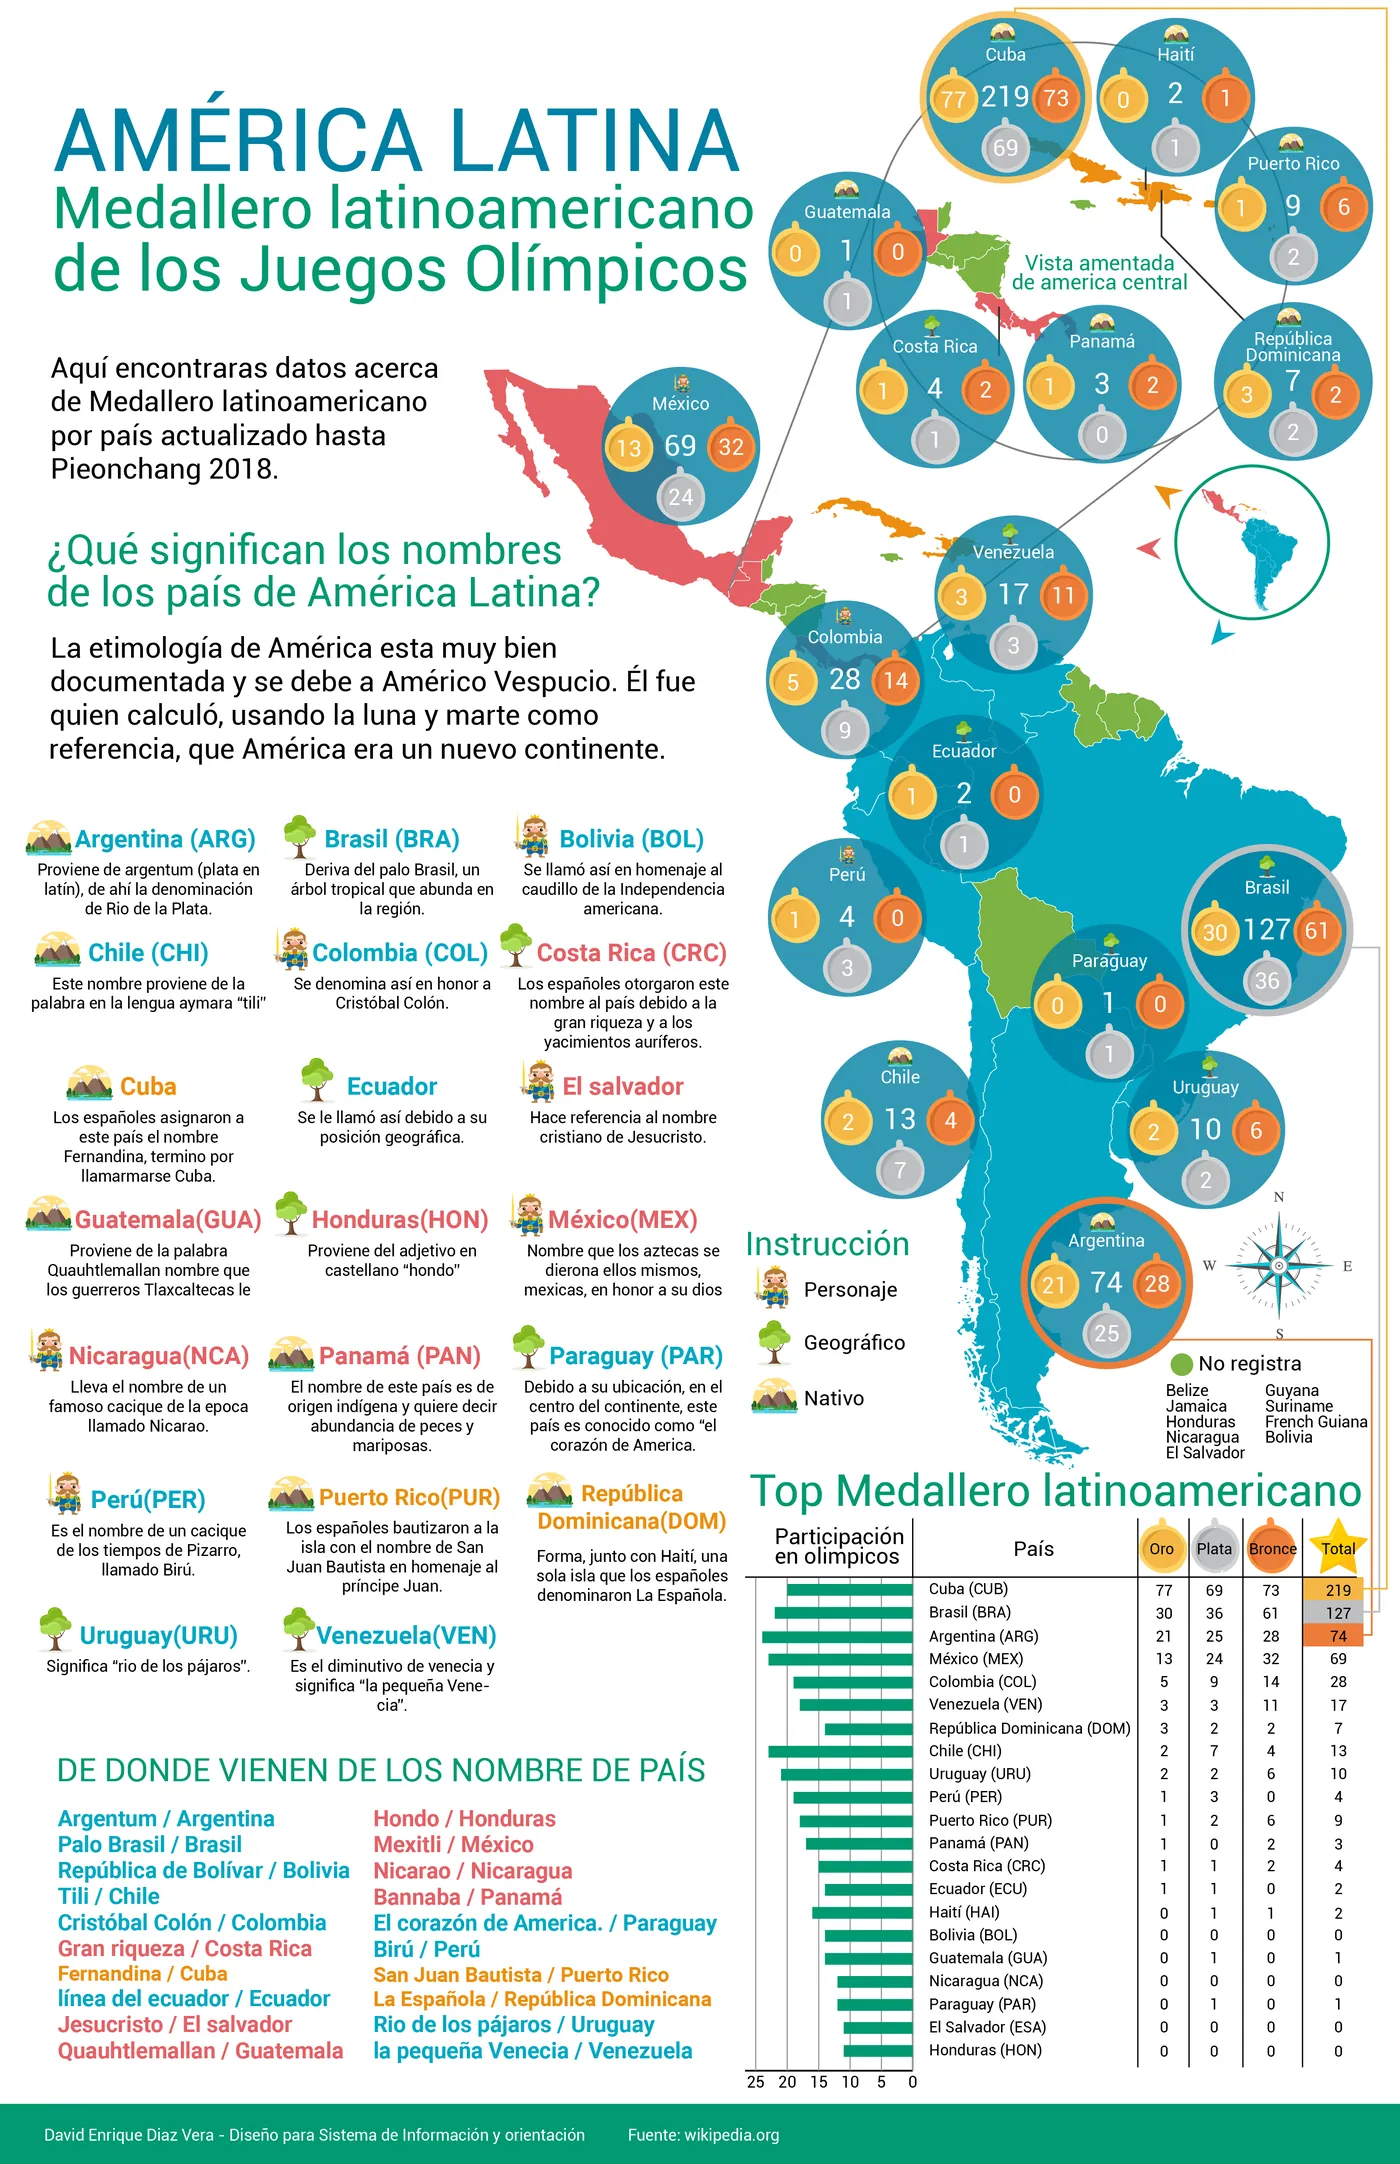 AMÉRICA LATINA
Medallero latinoamericano
de los Juegos Olímpicos
Aquí encontraras datos acerca
de Medallero latinoamericano
por país actualizado hasta
Pieonchang 2018.
¿Qué significan los nombres
de los país de América Latina?
La etimología de América esta muy bien
documentada y se debe a Américo Vespucio. Él fue
quien calculó, usando la luna y marte como
referencia, que América era un nuevo continente.
Cuba
77 219 73
69
Haití
0 2 1
1
Puerto Rico
1 9 6
2
Guatemala
0 1 0
1
Vista amentada
de america central
Costa Rica
1 4 2
1
Panamá
1 3 2
0
República
Dominicana
3 7 2
2
México
13 69 32
24
Venezuela
3 17 11
3
Colombia
5 28 14
9
Ecuador
1 2 0
1
Perú
1 4 0
3
Brasil
30 127 61
36
Paraguay
0 1 0
1
Chile
2 13 4
7
Uruguay
2 10 6
2
Argentina
21 74 28
25
N
W E
S
Argentina (ARG)
Proviene de argentum (plata en
latín), de ahí la denominación
de Rio de la Plata.
Brasil (BRA)
Deriva del palo Brasil, un
árbol tropical que abunda en
la región.
Bolivia (BOL)
Se llamó así en homenaje al
caudillo de la Independencia
americana.
Chile (CHI)
Este nombre proviene de la
palabra en la lengua aymara “tili”
Colombia (COL)
Se denomina así en honor a
Cristóbal Colón.
Costa Rica (CRC)
Los españoles otorgaron este
nombre al país debido a la
gran riqueza y a los
yacimientos auríferos.
Cuba
Los españoles asignaron a
este país el nombre
Fernandina, termino por
llamarmarse Cuba.
Ecuador
Se le llamó así debido a su
posición geográfica.
El salvador
Hace referencia al nombre
cristiano de Jesucristo.
Guatemala(GUA)
Proviene de la palabra
Quauhtlemallan nombre que
los guerreros Tlaxcaltecas le
Honduras(HON)
Proviene del adjetivo en
castellano “hondo”
México(MEX)
Nombre que los aztecas se
dierona ellos mismos,
mexicas, en honor a su dios
Nicaragua(NCA)
Lleva el nombre de un
famoso cacique de la epoca
llamado Nicarao.
Panamá (PAN)
El nombre de este país es de
origen indígena y quiere decir
abundancia de peces y
mariposas.
Paraguay (PAR)
Debido a su ubicación, en el
centro del continente, este
país es conocido como “el
corazón de America.
Perú(PER)
Es el nombre de un cacique
de los tiempos de Pizarro,
llamado Birú.
Puerto Rico(PUR)
Los españoles bautizaron a la
isla con el nombre de San
Juan Bautista en homenaje al
príncipe Juan.
República
Dominicana(DOM)
Forma, junto con Haití, una
sola isla que los españoles
denominaron La Española.
Uruguay(URU)
Significa “rio de los pájaros”.
Venezuela(VEN)
Es el diminutivo de venecia y
significa “la pequeña Vene-
cia”.
Instrucción
Personaje
Geográfico
Nativo
No registra
Belize
Jamaica
Honduras
Nicaragua
El Salvador
Guyana
Suriname
French Guiana
Bolivia
DE DONDE VIENEN DE LOS NOMBRE DE PAÍS
Argentum / Argentina
Palo Brasil / Brasil
República de Bolívar / Bolivia
Tili / Chile
Cristóbal Colón / Colombia
Gran riqueza / Costa Rica
Fernandina / Cuba
línea del ecuador / Ecuador
Jesucristo / El salvador
Quauhtlemallan / Guatemala
Hondo / Honduras
Mexitli / México
Nicarao / Nicaragua
Bannaba / Panamá
El corazón de America. / Paraguay
Birú / Perú
San Juan Bautista / Puerto Rico
La Española / República Dominicana
Rio de los pájaros / Uruguay
la pequeña Venecia / Venezuela
Top Medallero latinoamericano
Participación
en olimpicos
País Oro Plata Bronce Total
Cuba (CUB) 77 69 73 219
Brasil (BRA) 30 36 61 127
Argentina (ARG) 21 25 28 74
México (MEX) 13 24 32 69
Colombia (COL) 5 9 14 28
Venezuela (VEN) 3 3 11 17
República Dominicana (DOM) 3 2 2 7
Chile (CHI) 2 7 4 13
Uruguay (URU) 2 2 6 10
Perú (PER) 1 3 0 4
Puerto Rico (PUR) 1 2 6 9
Panamá (PAN) 1 0 2 3
Costa Rica (CRC) 1 1 2 4
Ecuador (ECU) 1 1 0 2
Haití (HAI) 0 1 1 2
Bolivia (BOL) 0 0 0 0
Guatemala (GUA) 0 1 0 1
Nicaragua (NCA) 0 0 0 0
Paraguay (PAR) 0 1 0 1
El Salvador (ESA) 0 0 0 0
Honduras (HON) 0 0 0 0
25 20 15 10 5 0
David Enrique Diaz Vera - Diseño para Sistema de Información y orientación
Fuente: wikipedia.org